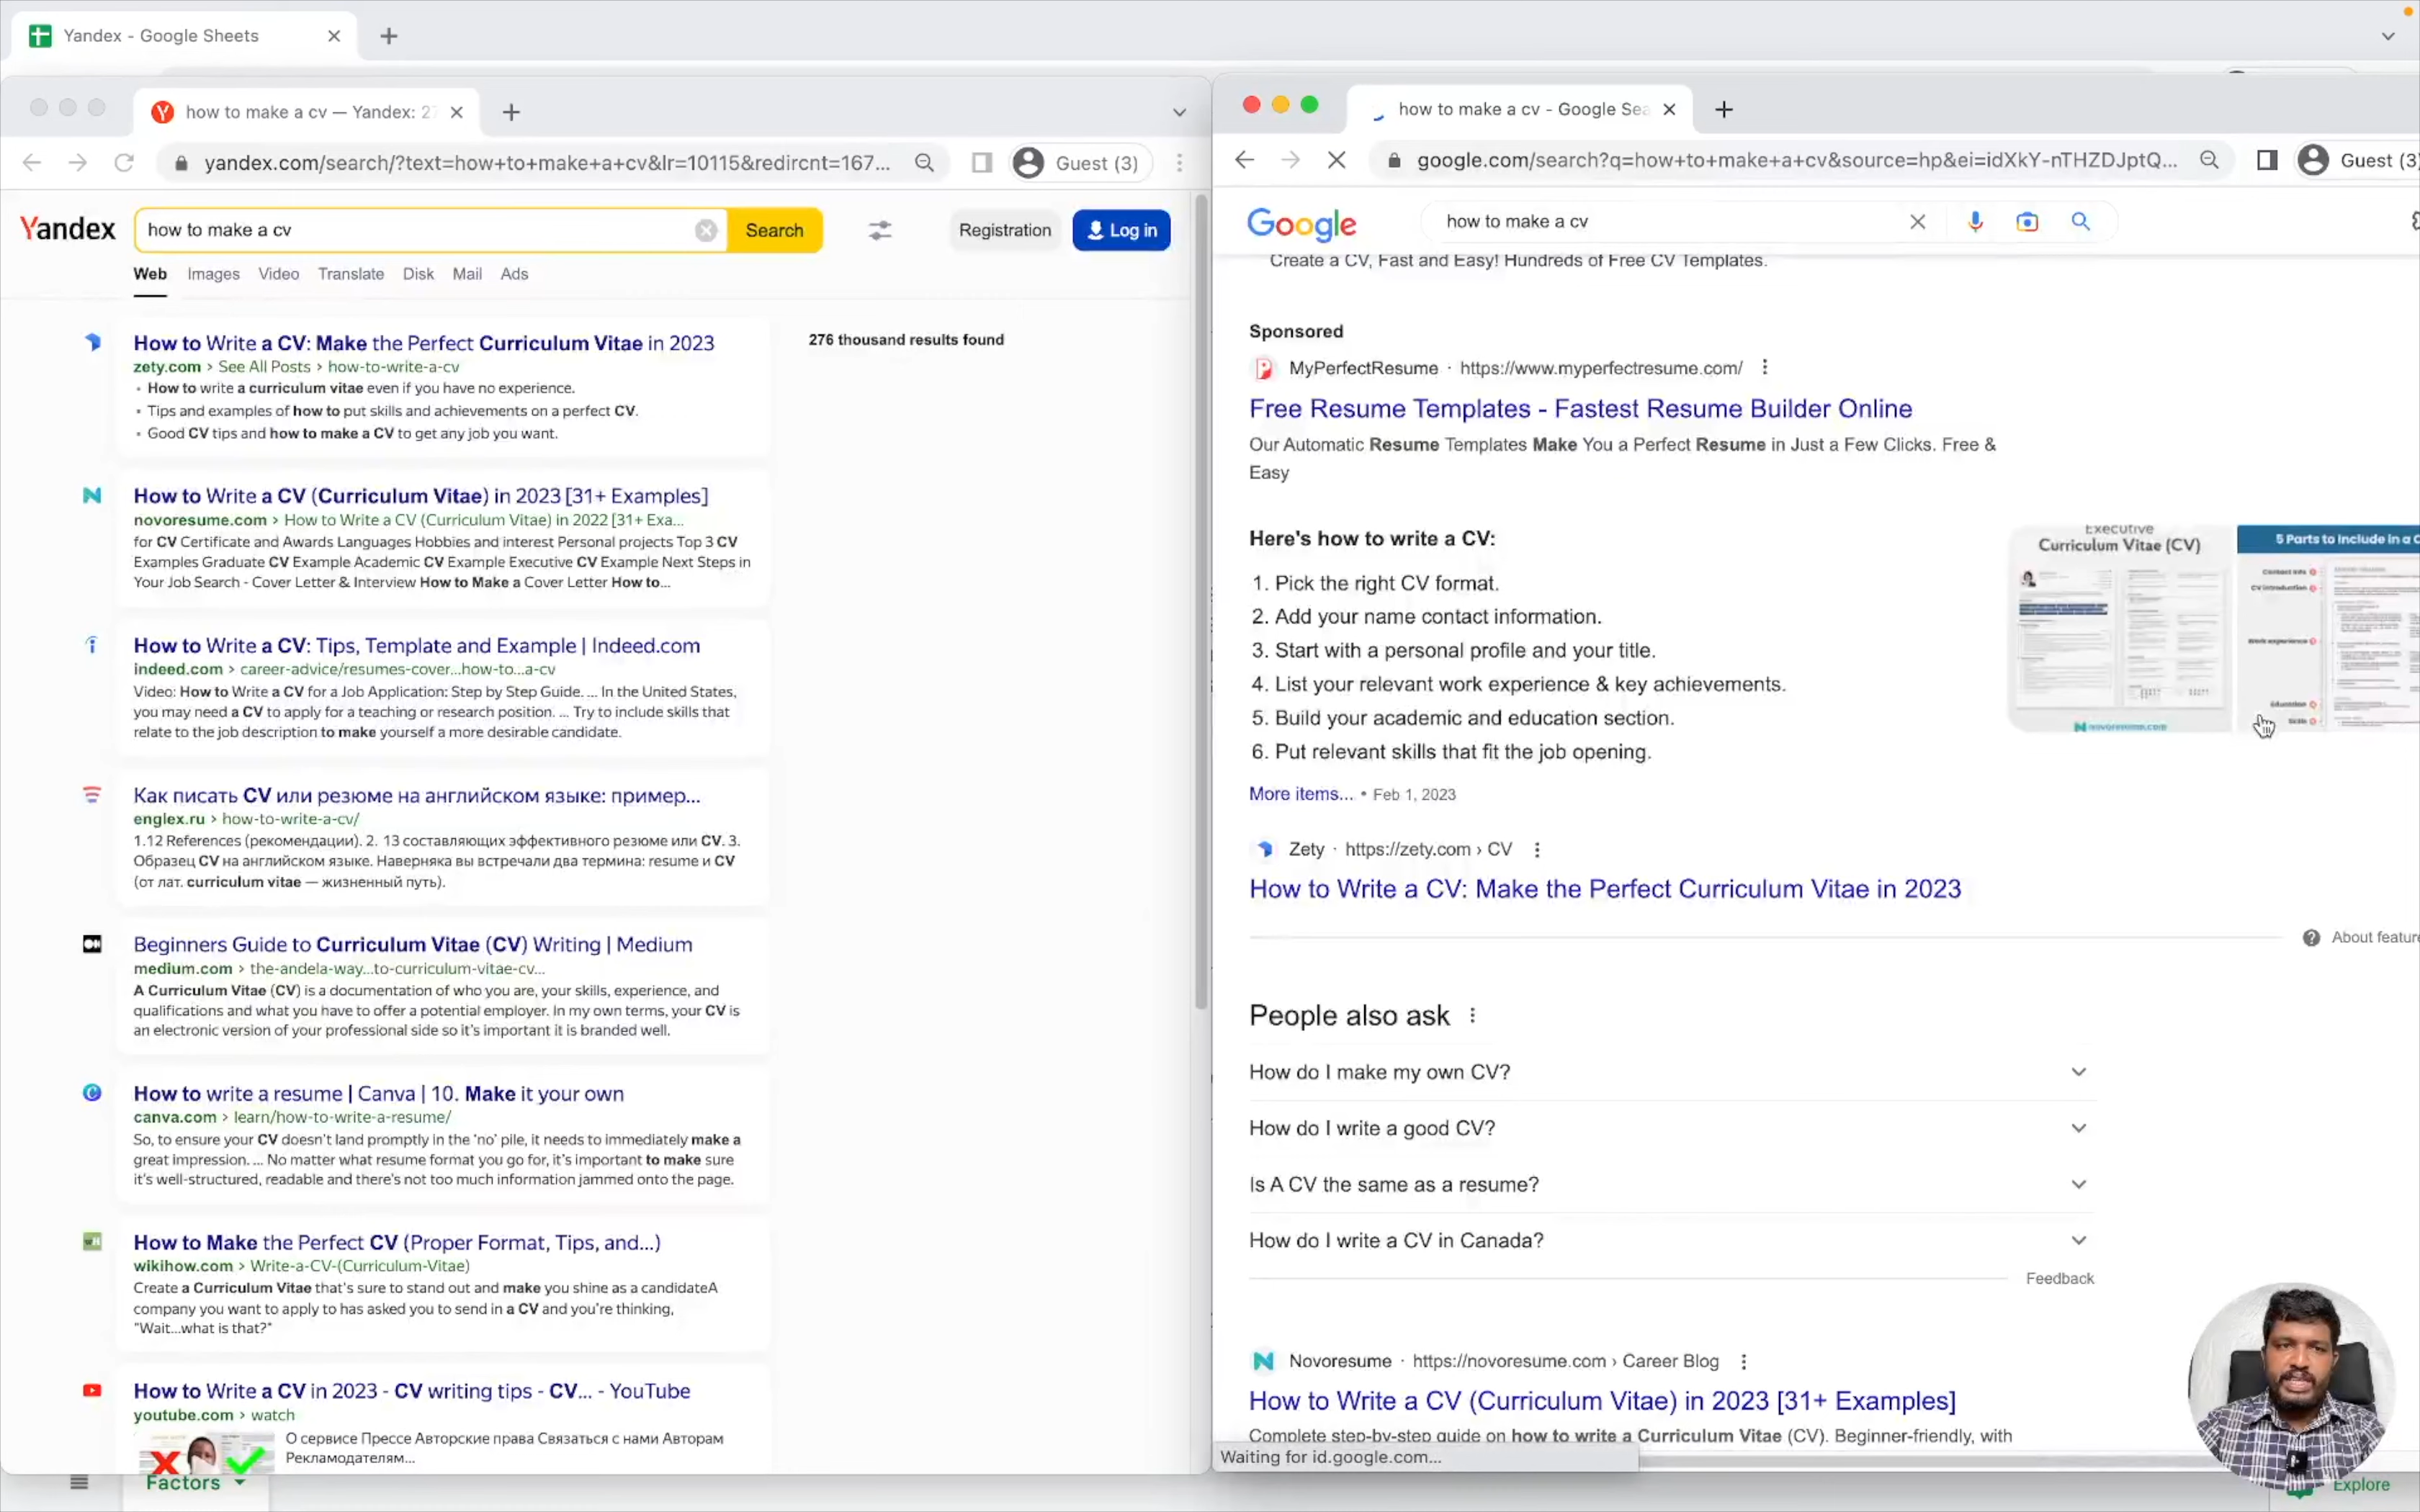 Yandex - Google Sheets
how to make a cv — Yandex: 27
yandex.com/search/?text=how+to+make+a+cv&lr=10115&redircnt=167...
Guest (3)
Yandex
how to make a cv
Search
Registration
Log in
Web Images Video Translate Disk Mail Ads
276 thousand results found
How to Write a CV: Make the Perfect Curriculum Vitae in 2023
zety.com › See All Posts › how-to-write-a-cv
• How to write a curriculum vitae even if you have no experience.
• Tips and examples of how to put skills and achievements on a perfect CV.
• Good CV tips and how to make a CV to get any job you want.
How to Write a CV (Curriculum Vitae) in 2023 [31+ Examples]
novoresume.com › How to Write a CV (Curriculum Vitae) in 2022 [31+ Exa...
for CV Certificate and Awards Languages Hobbies and interest Personal projects Top 3 CV
Examples Graduate CV Example Academic CV Example Executive CV Example Next Steps in
Your Job Search - Cover Letter & Interview How to Make a Cover Letter How to...
How to Write a CV: Tips, Template and Example | Indeed.com
indeed.com › career-advice/resumes-cover...how-to...a-cv
Video: How to Write a CV for a Job Application: Step by Step Guide. ... In the United States,
you may need a CV to apply for a teaching or research position. ... Try to include skills that
relate to the job description to make yourself a more desirable candidate.
Как писать CV или резюме на английском языке: пример...
englex.ru › how-to-write-a-cv/
1.12 References (рекомендации). 2. 13 составляющих эффективного резюме или CV. 3.
Образец CV на английском языке. Наверняка вы встречали два термина: resume и CV
(от лат. curriculum vitae — жизненный путь).
Beginners Guide to Curriculum Vitae (CV) Writing | Medium
medium.com › the-andela-way...to-curriculum-vitae-cv...
A Curriculum Vitae (CV) is a documentation of who you are, your skills, experience, and
qualifications and what you have to offer a potential employer. In my own terms, your CV is
an electronic version of your professional side so it's important it is branded well.
How to write a resume | Canva | 10. Make it your own
canva.com › learn/how-to-write-a-resume/
So, to ensure your CV doesn't land promptly in the 'no' pile, it needs to immediately make a
great impression. ... No matter what resume format you go for, it's important to make sure
it's well-structured, readable and there's not too much information jammed onto the page.
How to Make the Perfect CV (Proper Format, Tips, and...)
wikihow.com › Write-a-CV-(Curriculum-Vitae)
Create a Curriculum Vitae that's sure to stand out and make you shine as a candidateA
company you want to apply to has asked you to send in a CV and you're thinking,
"Wait...what is that?"
How to Write a CV in 2023 - CV writing tips - CV... - YouTube
youtube.com › watch
О сервисе Прессе Авторские права Связаться с нами Авторам
Рекламодателям...
Factors
how to make a cv - Google Sea
google.com/search?q=how+to+make+a+cv&source=hp&ei=idXkY-nTHZDJptQ...
Guest (3)
Google
how to make a cv
Create a CV, Fast and Easy! Hundreds of Free CV Templates.
Sponsored
MyPerfectResume · https://www.myperfectresume.com/
Free Resume Templates - Fastest Resume Builder Online
Our Automatic Resume Templates Make You a Perfect Resume in Just a Few Clicks. Free &
Easy
Here's how to write a CV:
1. Pick the right CV format.
2. Add your name contact information.
3. Start with a personal profile and your title.
4. List your relevant work experience & key achievements.
5. Build your academic and education section.
6. Put relevant skills that fit the job opening.
More items... • Feb 1, 2023
Executive
Curriculum Vitae (CV)
novoresume.com
5 Parts to Include in a C
Contact Info
CV Introduction
Work experience
Education
Skills
Zety · https://zety.com › CV
How to Write a CV: Make the Perfect Curriculum Vitae in 2023
About feature
People also ask
How do I make my own CV?
How do I write a good CV?
Is A CV the same as a resume?
How do I write a CV in Canada?
Feedback
Novoresume · https://novoresume.com › Career Blog
How to Write a CV (Curriculum Vitae) in 2023 [31+ Examples]
Complete step-by-step guide on how to write a Curriculum Vitae (CV). Beginner-friendly, with
Waiting for id.google.com...
Explore